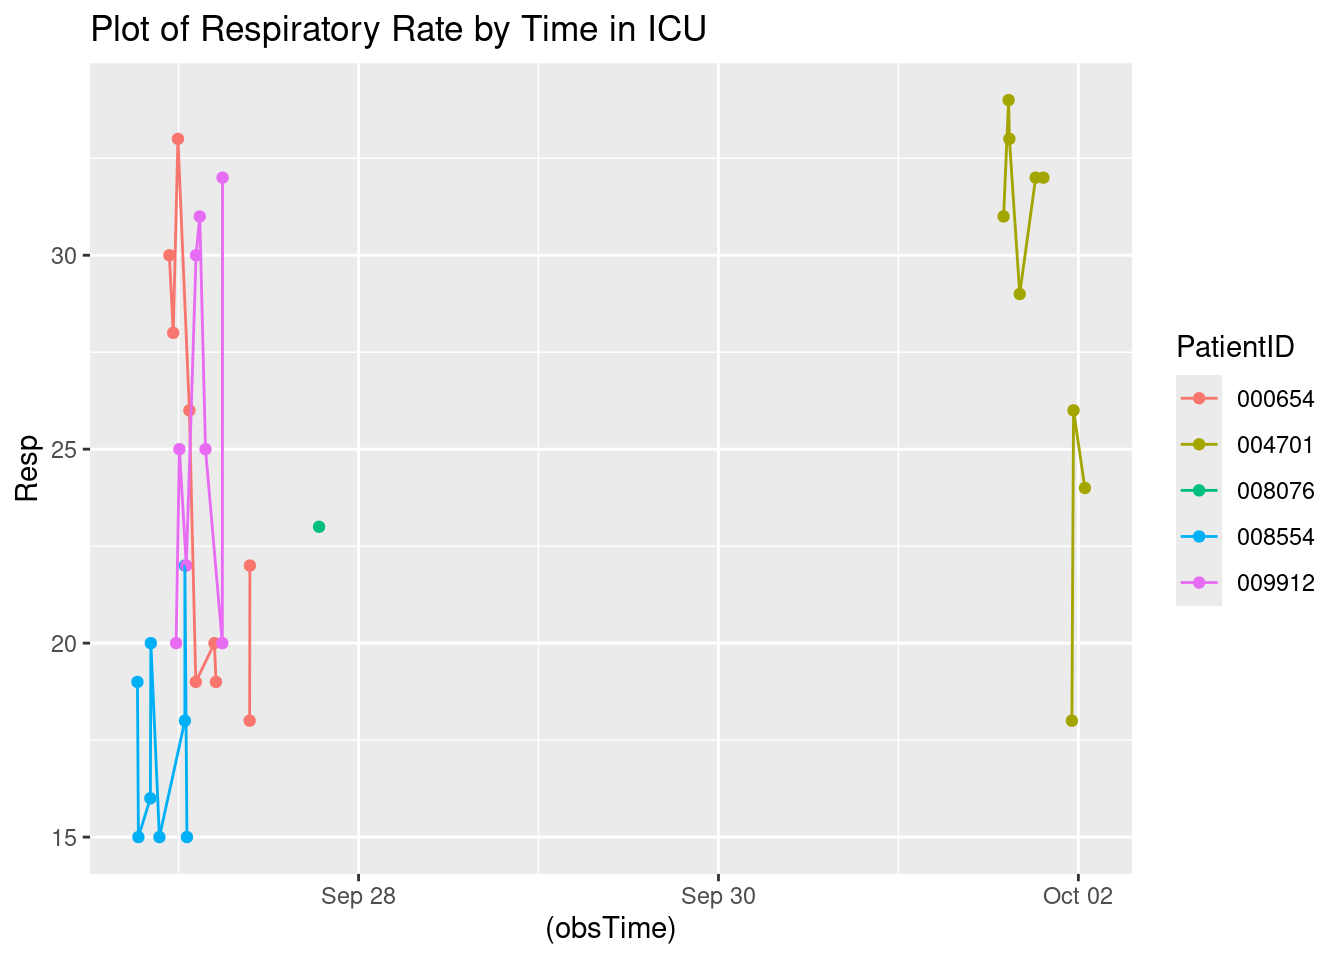 Plot of Respiratory Rate by Time in ICU
Resp
30
25
20
15
Sep 28
Sep 30
Oct 02
(obsTime)
PatientID
000654
004701
008076
008554
009912